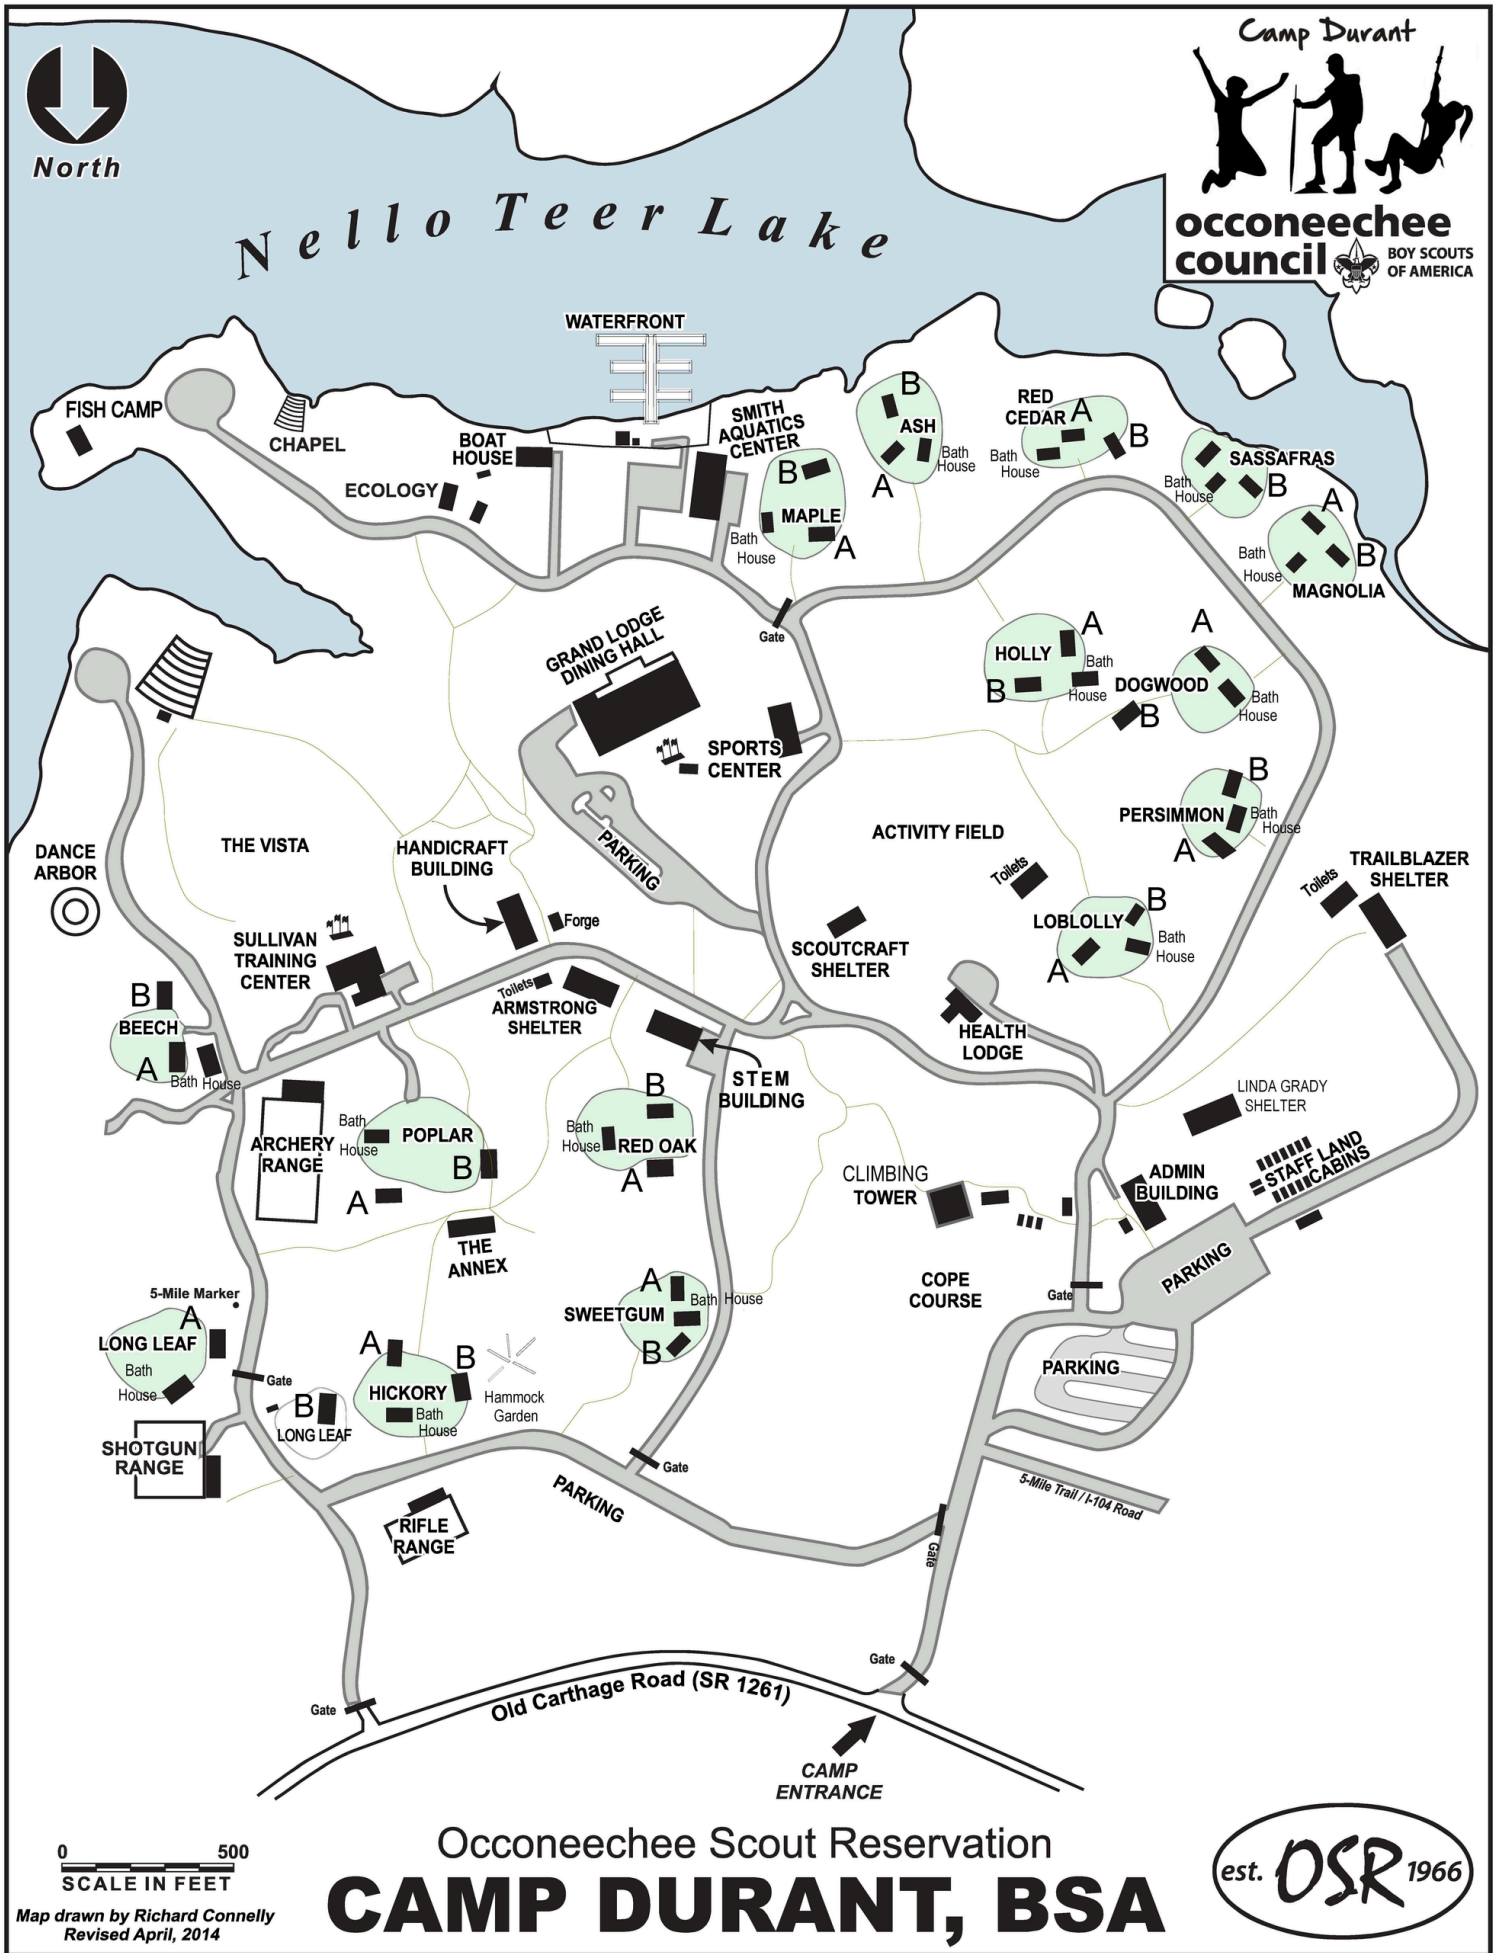 Camp Durant
North
Nello Teer Lake
occoneechee
council
BOY SCOUTS
OF AMERICA
WATERFRONT
FISH CAMP
CHAPEL
BOAT
HOUSE
ECOLOGY
SMITH
AQUATICS
CENTER
B
MAPLE
A
Bath
House
B
ASH
A
Bath
House
RED
CEDAR
A
B
Bath
House
SASSAFRAS
B
Bath
House
A
B
Bath
House
MAGNOLIA
Gate
GRAND LODGE
DINING HALL
SPORTS
CENTER
HOLLY
A
B
Bath
House
A
DOGWOOD
B
Bath
House
B
PERSIMMON
A
Bath
House
ACTIVITY FIELD
Toilets
B
LOBLOLLY
A
Bath
House
TRAILBLAZER
SHELTER
Toilets
DANCE
ARBOR
THE VISTA
HANDICRAFT
BUILDING
Forge
PARKING
SULLIVAN
TRAINING
CENTER
Toilets
ARMSTRONG
SHELTER
SCOUTCRAFT
SHELTER
HEALTH
LODGE
B
BEECH
A
Bath House
STEM
BUILDING
LINDA GRADY
SHELTER
STAFF LAND
CABINS
ADMIN
BUILDING
ARCHERY
RANGE
Bath
House
POPLAR
B
A
B
Bath
House
RED OAK
A
CLIMBING
TOWER
THE
ANNEX
COPE
COURSE
Gate
PARKING
PARKING
5-Mile Marker
A
LONG LEAF
Bath
House
Gate
B
LONG LEAF
A
B
HICKORY
Bath
House
Hammock
Garden
A
SWEETGUM
Bath House
B
SHOTGUN
RANGE
RIFLE
RANGE
PARKING
Gate
5-Mile Trail / I-104 Road
Gate
Gate
Gate
Old Carthage Road (SR 1261)
CAMP
ENTRANCE
0 500
SCALE IN FEET
Map drawn by Richard Connelly
Revised April, 2014
Occoneechee Scout Reservation
CAMP DURANT, BSA
est. OSR 1966